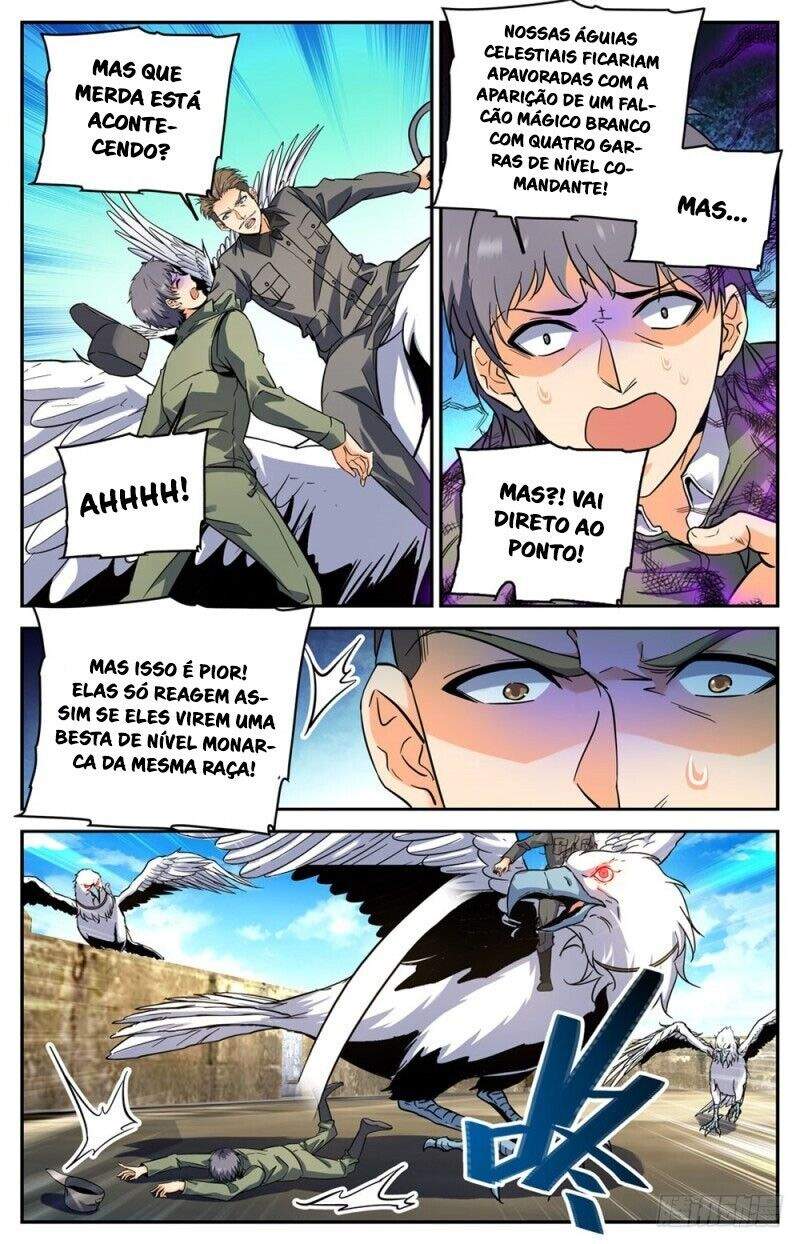 MAS QUE
MERDA ESTÁ
ACONTE-
CENDO?
NOSSAS ÁGUIAS
CELESTIAIS FICARIAM
APAVORADAS COM A
APARIÇÃO DE UM FAL-
CÃO MÁGICO BRANCO
COM QUATRO GAR-
RAS DE NÍVEL CO-
MANDANTE!
MAS...
AHHHH!
MAS?! VAI
DIRETO AO
PONTO!
MAS ISSO É PIOR!
ELAS SÓ REAGEM AS-
SIM SE ELES VIREM UMA
BESTA DE NÍVEL MONAR-
CA DA MESMA RAÇA!
咚